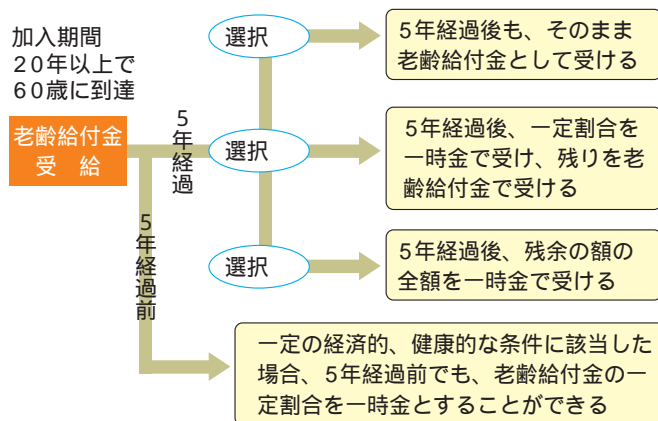 加入期間
20年以上で
60歳に到達
老齢給付金
受　給
5年経過
5年経過前
選択
5年経過後も、そのまま
老齢給付金として受ける
選択
5年経過後、一定割合を
一時金で受け、残りを老
齢給付金で受ける
選択
5年経過後、残余の額の
全額を一時金で受ける
一定の経済的、健康的な条件に該当した
場合、5年経過前でも、老齢給付金の一
定割合を一時金とすることができる